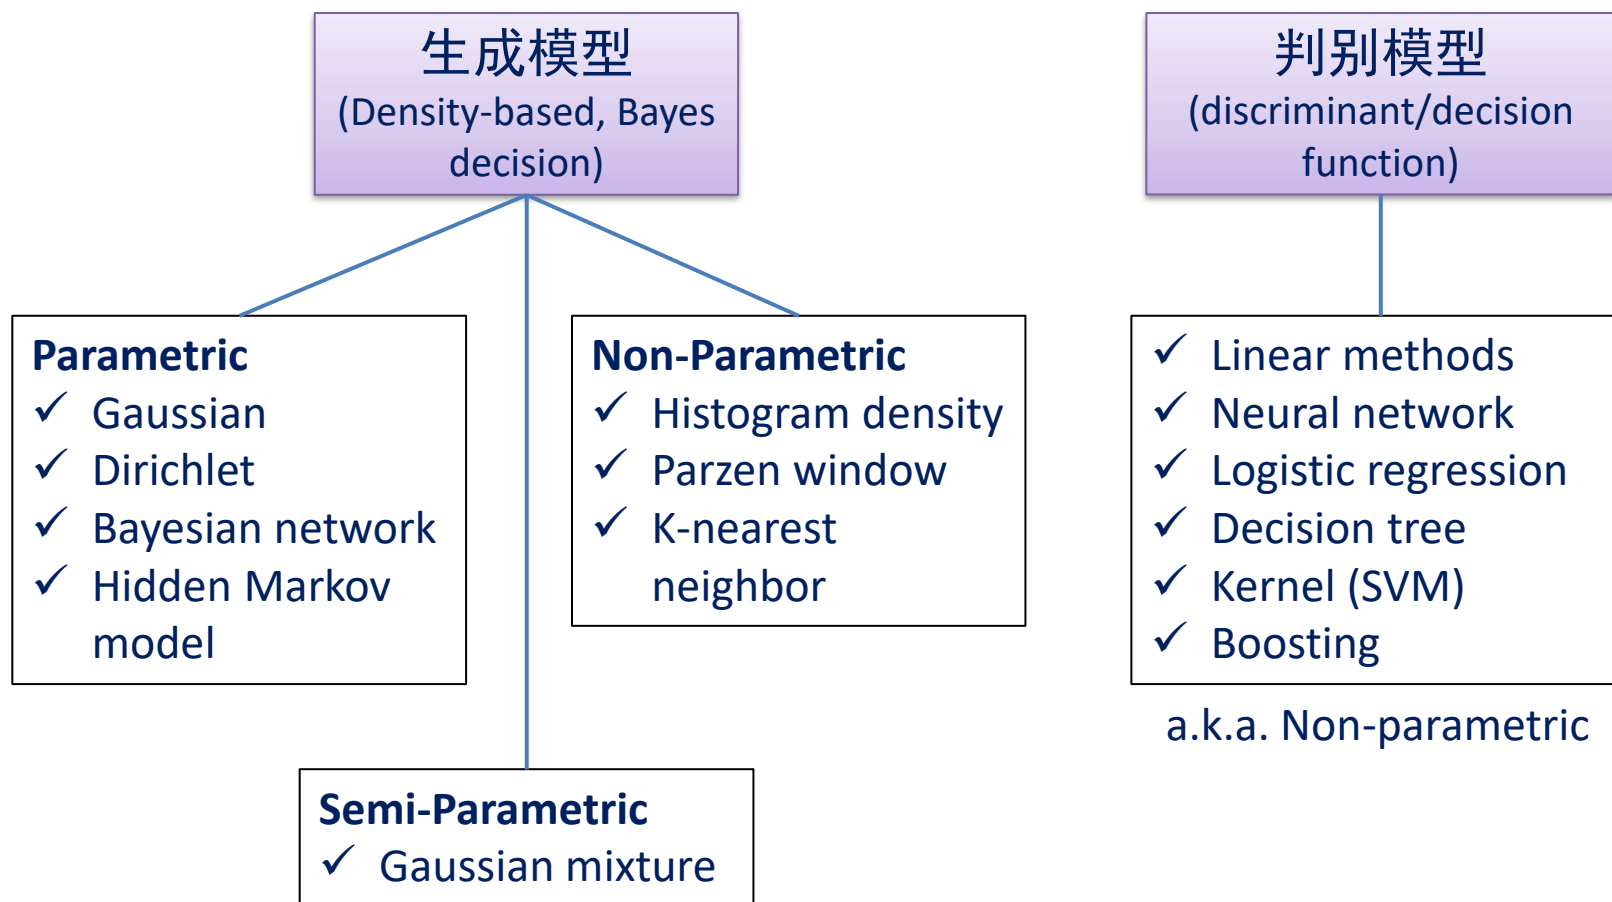 生成模型
(Density-based, Bayes
decision)
判别模型
(discriminant/decision
function)
Parametric
✓ Gaussian
✓ Dirichlet
✓ Bayesian network
✓ Hidden Markov
model
Non-Parametric
✓ Histogram density
✓ Parzen window
✓ K-nearest
neighbor
✓ Linear methods
✓ Neural network
✓ Logistic regression
✓ Decision tree
✓ Kernel (SVM)
✓ Boosting
a.k.a. Non-parametric
Semi-Parametric
✓ Gaussian mixture